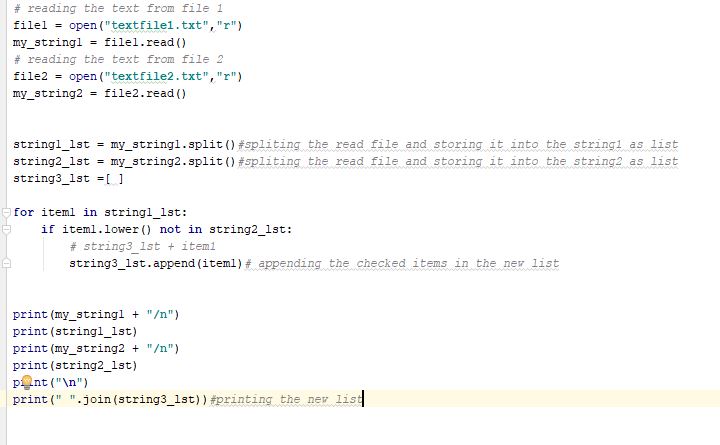 # reading the text from file 1
file1 = open("textfile1.txt","r")
my_string1 = file1.read()
# reading the text from file 2
file2 = open("textfile2.txt","r")
my_string2 = file2.read()
string1_lst = my_string1.split()#spliting the read file and storing it into the string1 as list
string2_lst = my_string2.split()#spliting the read file and storing it into the string2 as list
string3_lst =[ ]
for item1 in string1_lst:
    if item1.lower() not in string2_lst:
        # string3_lst + item1
        string3_lst.append(item1)# appending the checked items in the new list
print(my_string1 + "/n")
print(string1_lst)
print(my_string2 + "/n")
print(string2_lst)
print("\n")
print(" ".join(string3_lst))#printing the new list